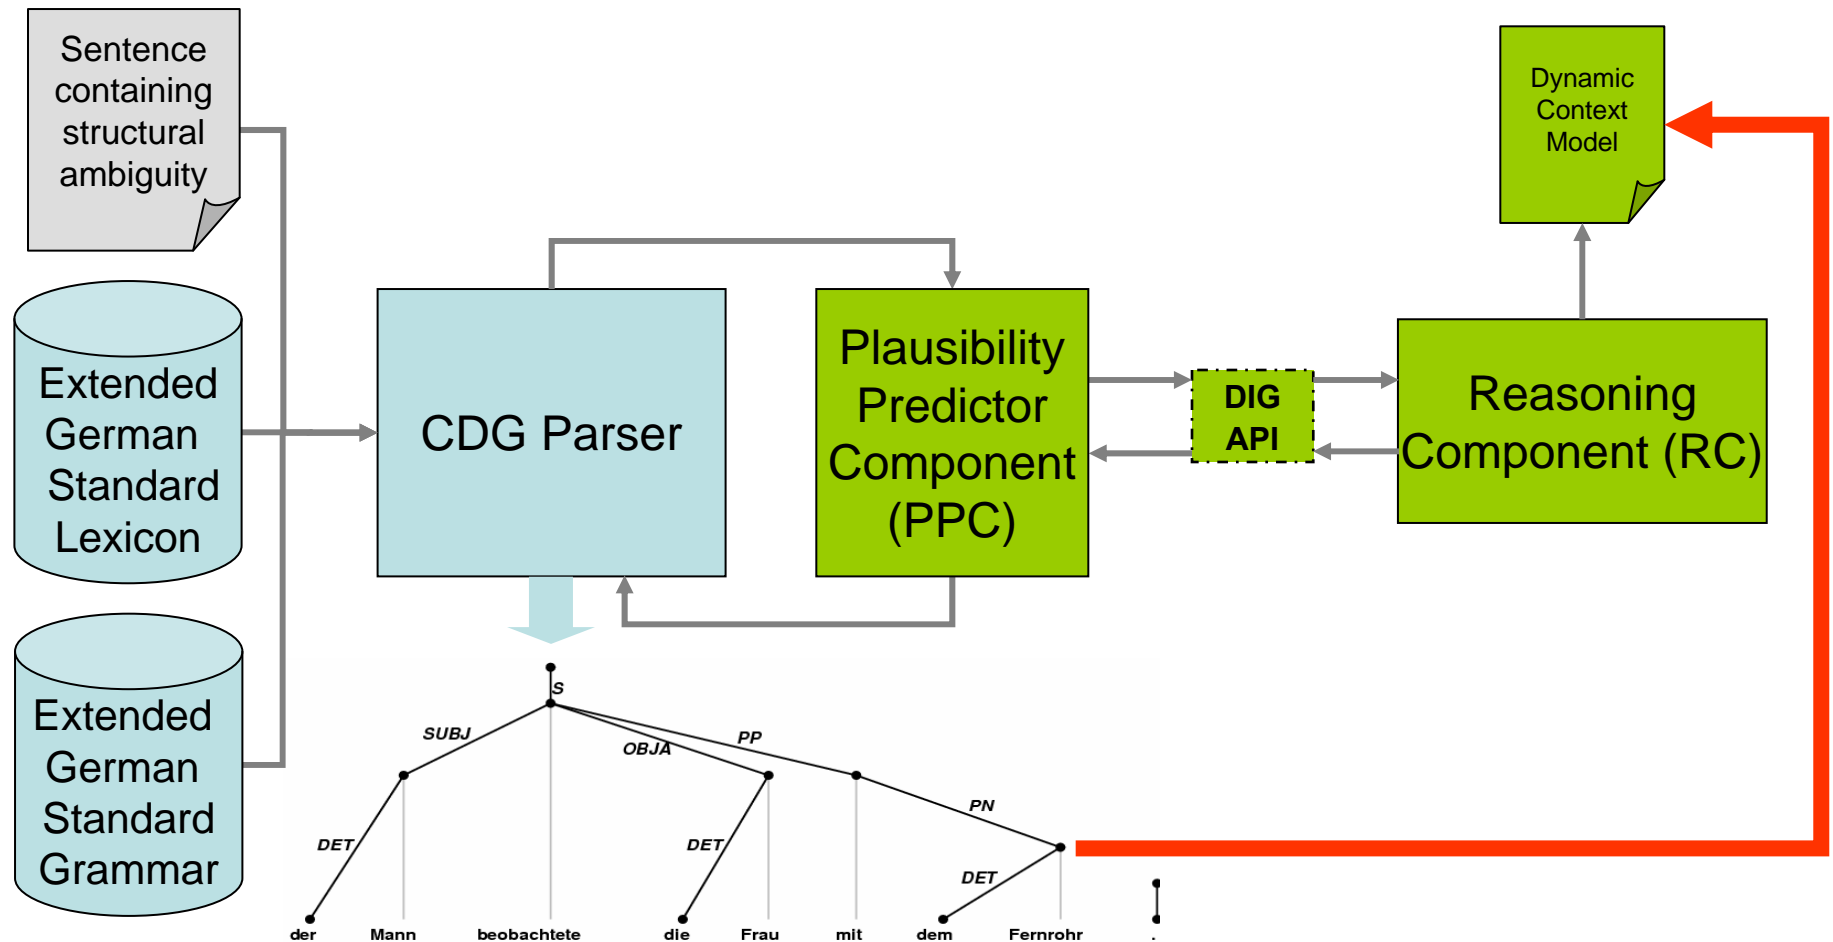 Sentence
containing
structural
ambiguity
Extended
German
Standard
Lexicon
Extended
German
Standard
Grammar
CDG Parser
Plausibility
Predictor
Component
(PPC)
DIG
API
Reasoning
Component (RC)
Dynamic
Context
Model
S
SUBJ
OBJA
PP
PN
DET
DET
DET
der Mann beobachtete die Frau mit dem Fernrohr .